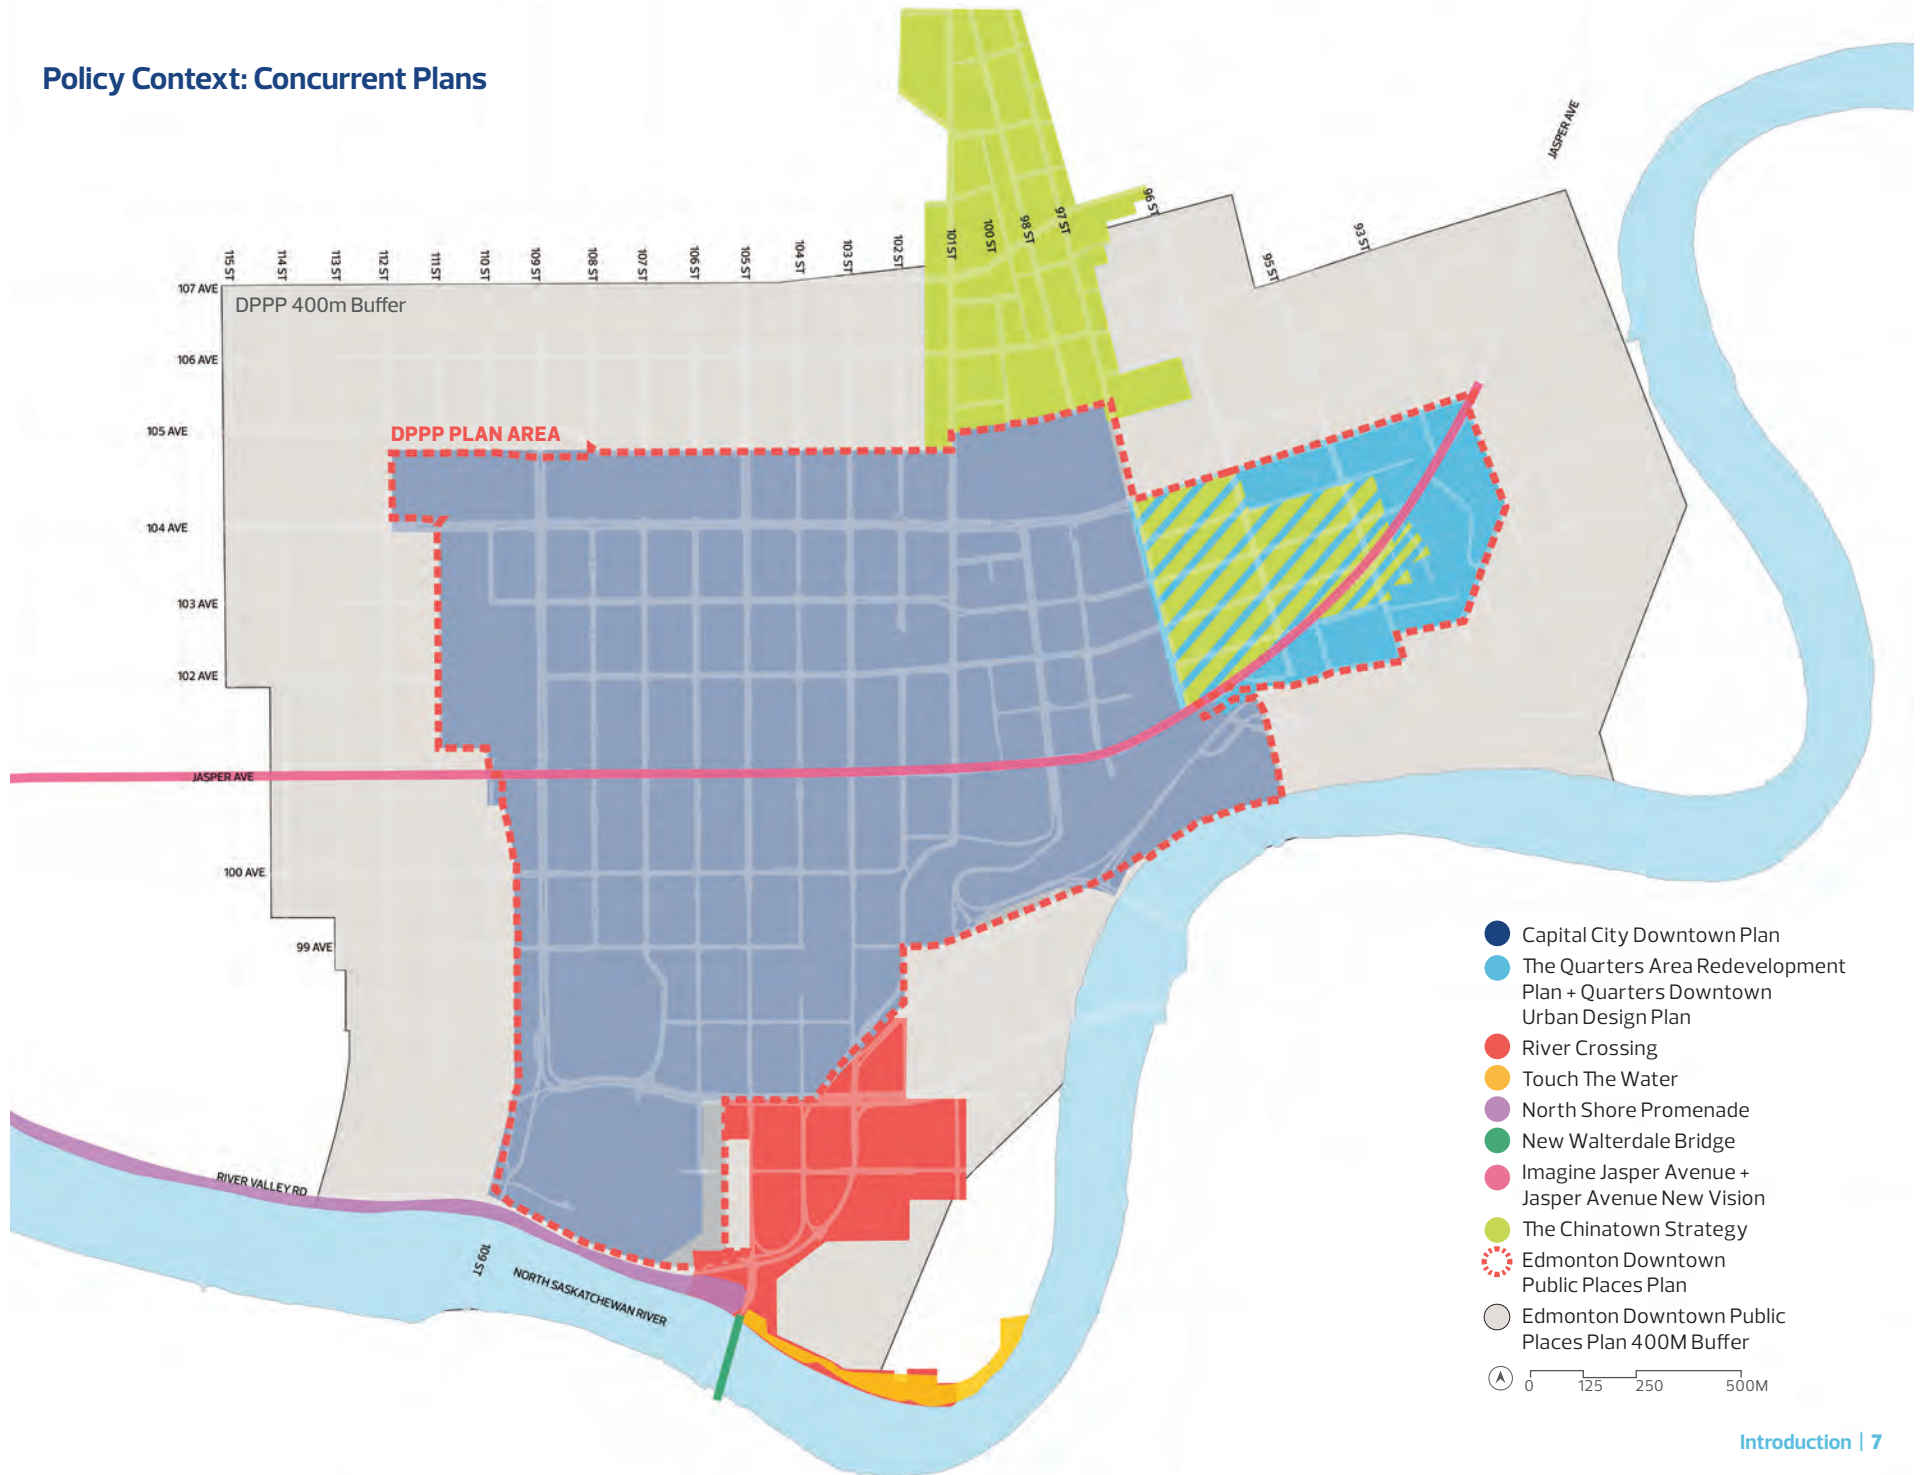 Policy Context: Concurrent Plans
JASPER AVE
96 ST
97 ST
98 ST
100 ST
101 ST
93 ST
95 ST
115 ST
114 ST
113 ST
112 ST
111 ST
110 ST
109 ST
108 ST
107 ST
106 ST
105 ST
104 ST
103 ST
102 ST
107 AVE
DPPP 400m Buffer
106 AVE
105 AVE
DPPP PLAN AREA
104 AVE
103 AVE
102 AVE
JASPER AVE
100 AVE
99 AVE
RIVER VALLEY RD
109 ST
NORTH SASKATCHEWAN RIVER
Capital City Downtown Plan
The Quarters Area Redevelopment
Plan + Quarters Downtown
Urban Design Plan
River Crossing
Touch The Water
North Shore Promenade
New Walterdale Bridge
Imagine Jasper Avenue +
Jasper Avenue New Vision
The Chinatown Strategy
Edmonton Downtown
Public Places Plan
Edmonton Downtown Public
Places Plan 400M Buffer
0 125 250 500M
Introduction | 7